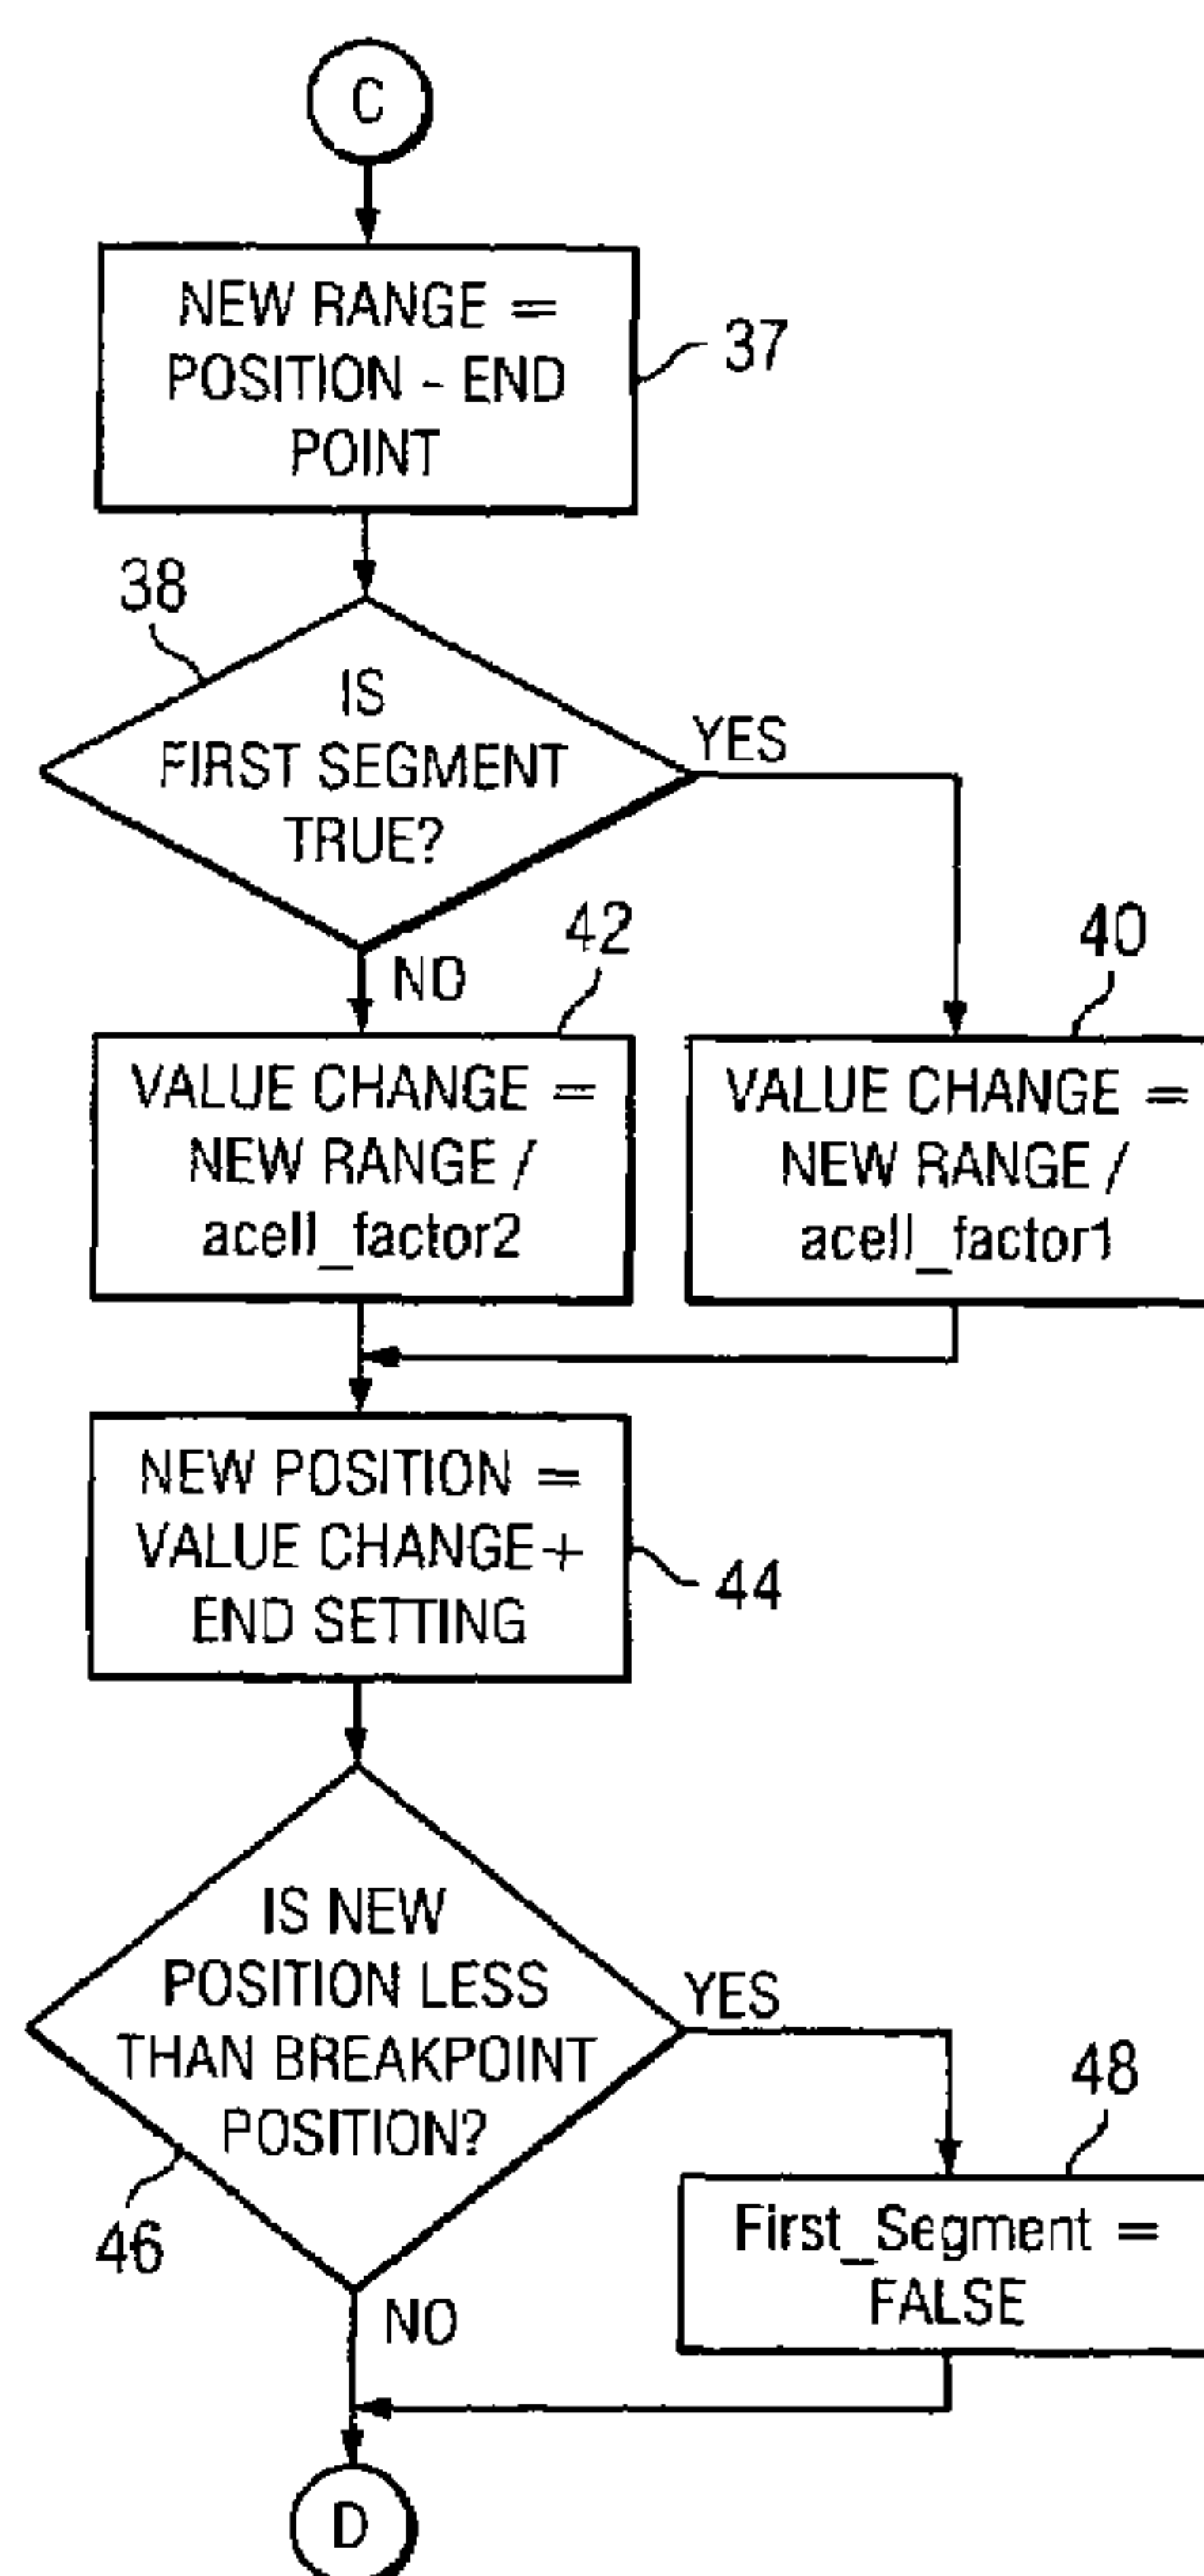 C
NEW RANGE =
POSITION - END
POINT
37
38
IS
FIRST SEGMENT
TRUE?
YES
NO
42
40
VALUE CHANGE =
NEW RANGE /
acell_factor2
VALUE CHANGE =
NEW RANGE /
acell_factor1
NEW POSITION =
VALUE CHANGE+
END SETTING
44
IS NEW
POSITION LESS
THAN BREAKPOINT
POSITION?
YES
46
NO
48
First_Segment =
FALSE
D